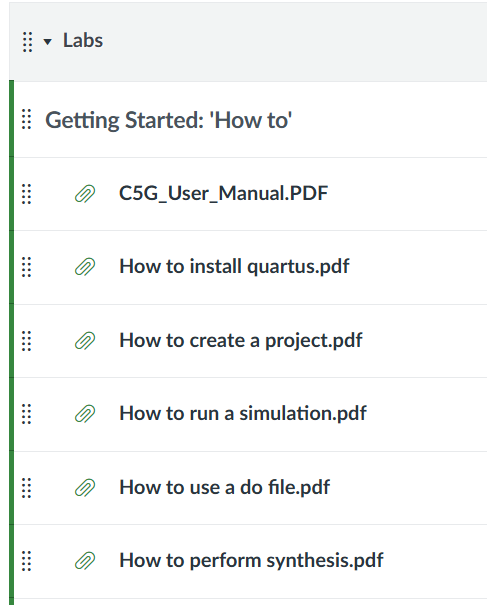 Labs
Getting Started: 'How to'
C5G_User_Manual.PDF
How to install quartus.pdf
How to create a project.pdf
How to run a simulation.pdf
How to use a do file.pdf
How to perform synthesis.pdf